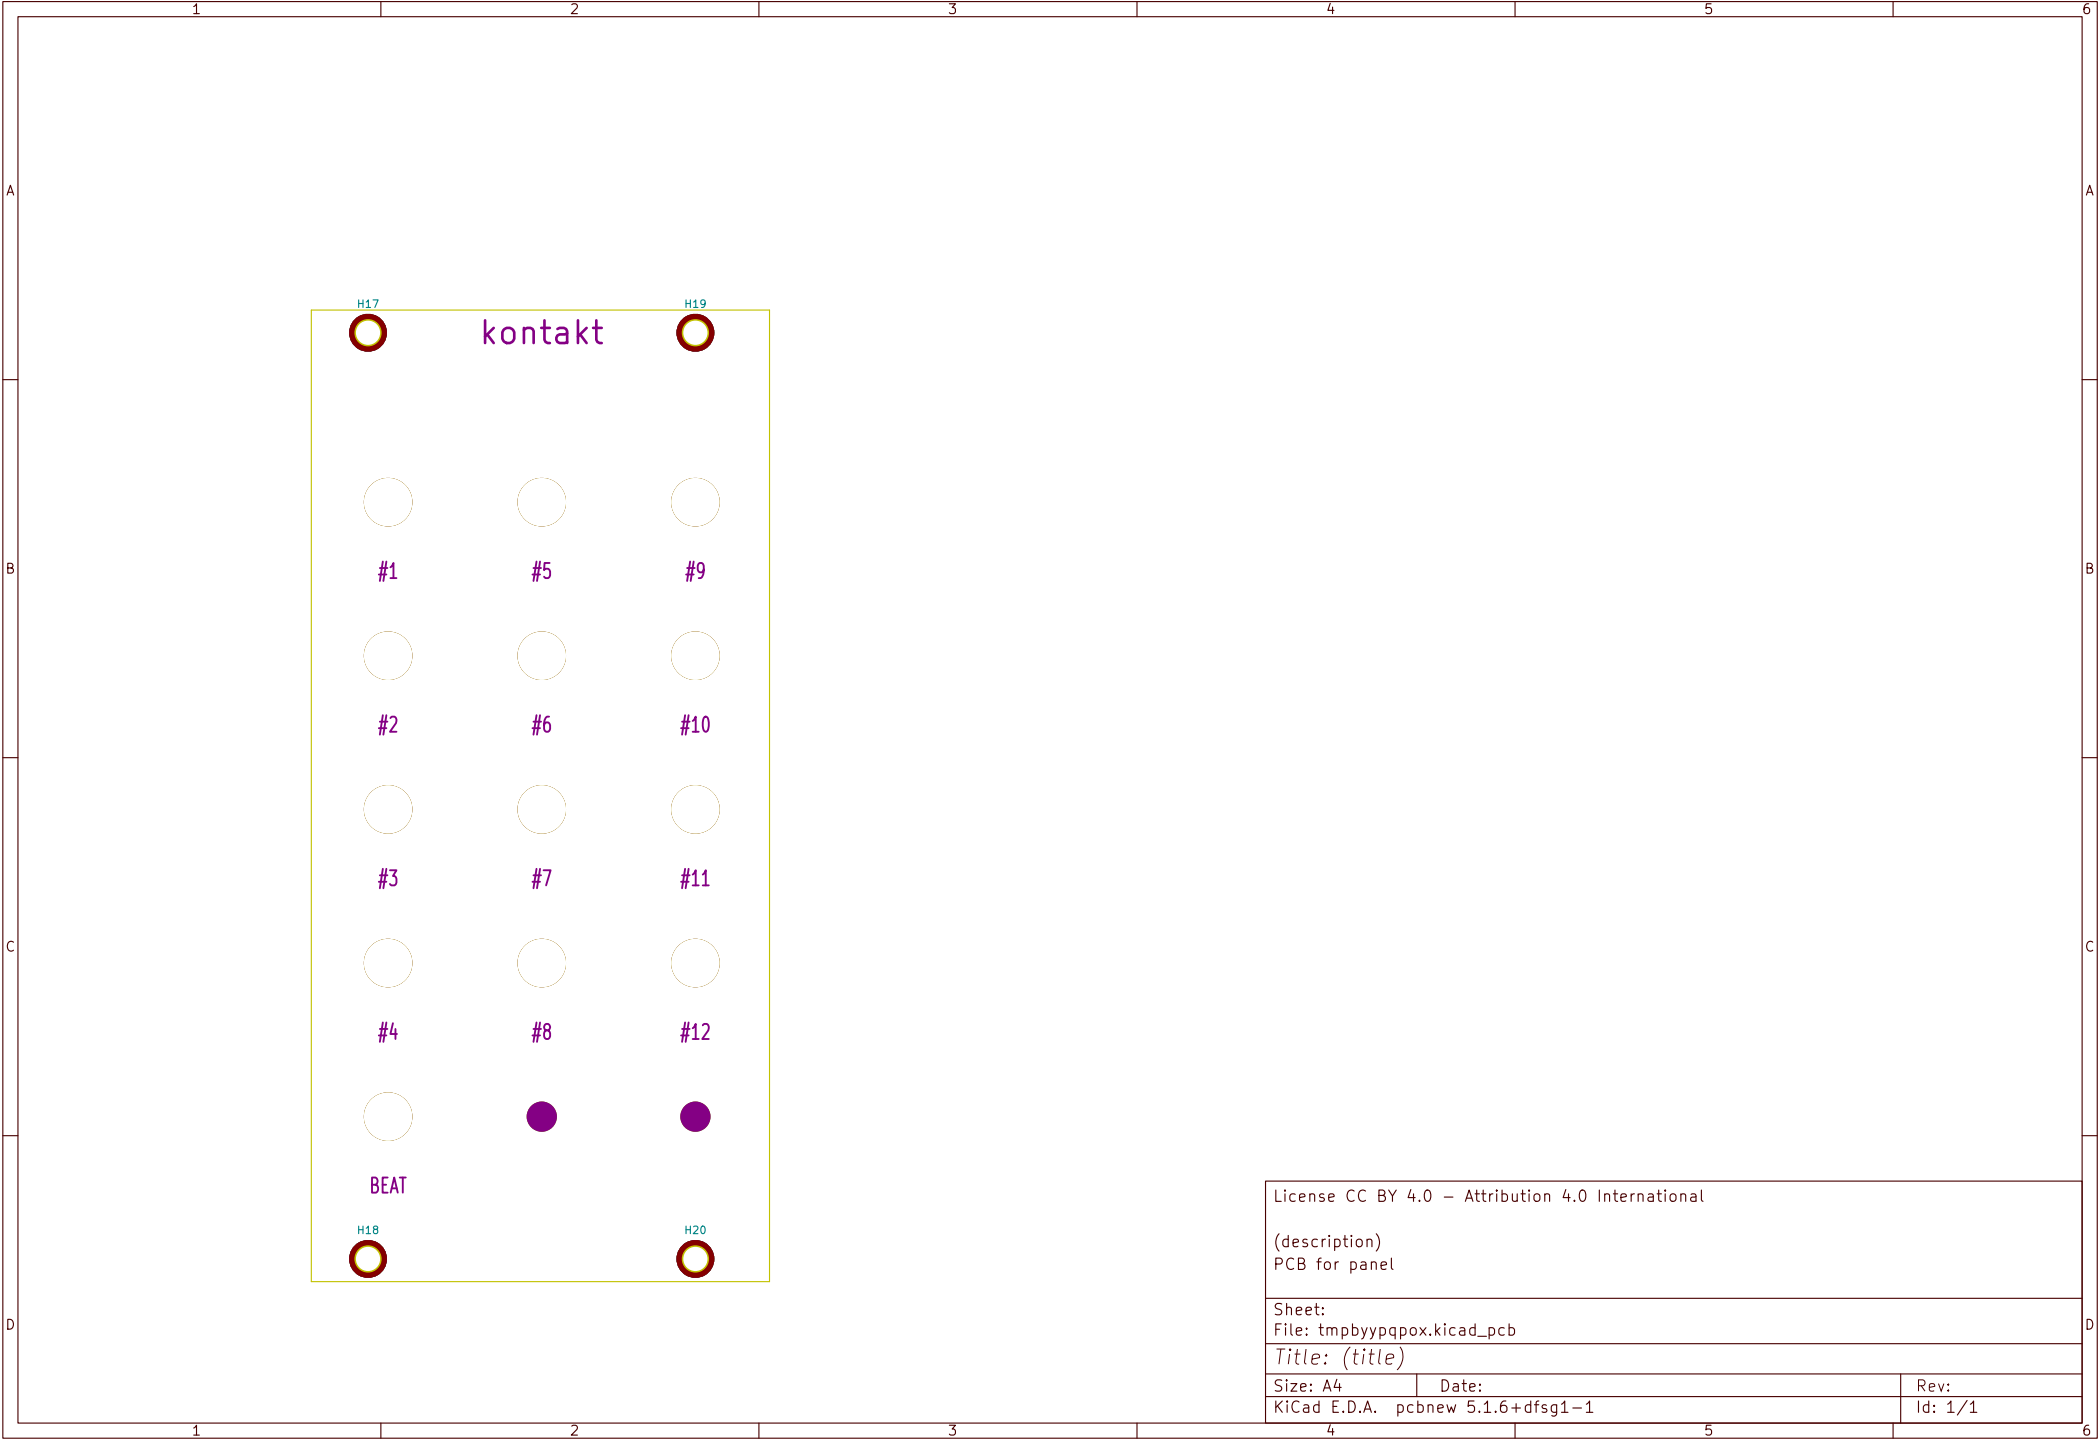 1 2 3 4 5 6
A A
H17 H19
kontakt
#1 #5 #9
B B
#2 #6 #10
#3 #7 #11
C C
#4 #8 #12
BEAT
License CC BY 4.0 - Attribution 4.0 International
H18 H20
(description)
PCB for panel
Sheet:
D D
File: tmpbyypqpox.kicad_pcb
Title: (title)
Size: A4 Date: Rev:
KiCad E.D.A. pcbnew 5.1.6+dfsg1-1 Id: 1/1
1 2 3 4 5 6